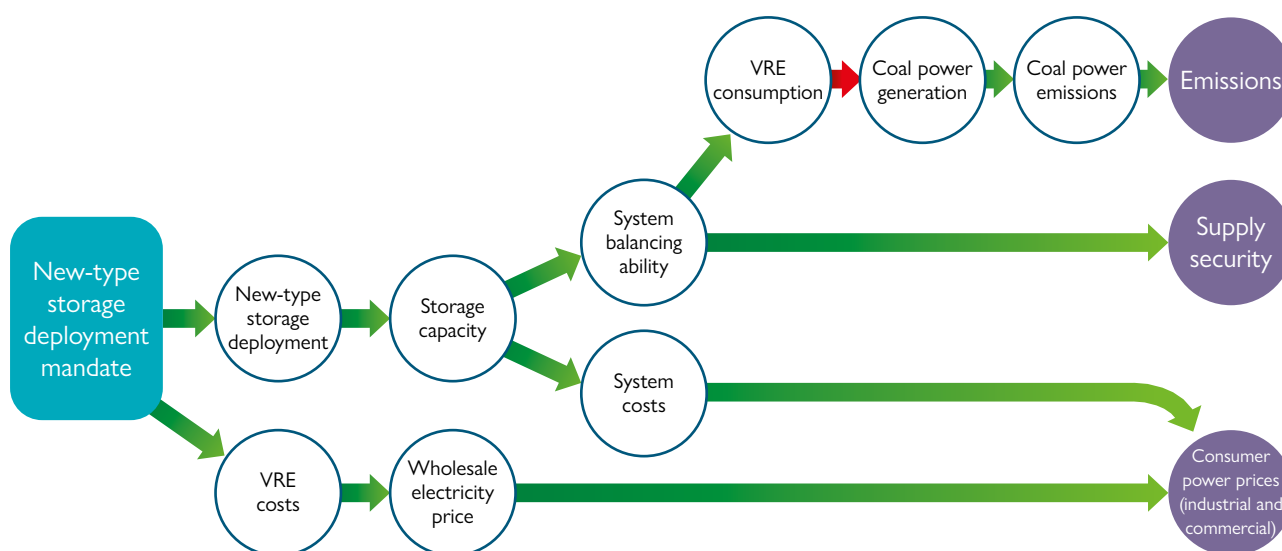 VRE
consumption
Coal power
generation
Coal power
emissions
Emissions
System
balancing
ability
Supply
security
New-type
storage
deployment
mandate
New-type
storage
deployment
Storage
capacity
System
costs
VRE
costs
Wholesale
electricity
price
Consumer
power prices
(industrial and
commercial)